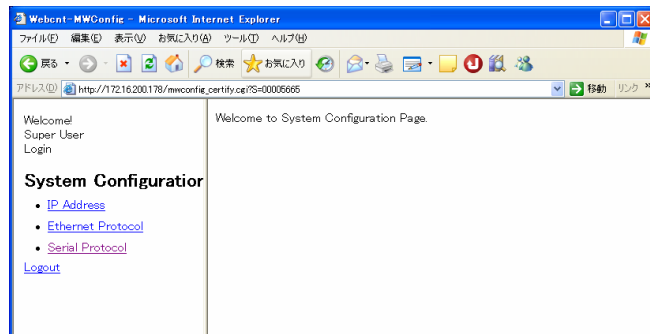 Webcnt-MWConfig - Microsoft Internet Explorer
ファイル(F) 編集(E) 表示(V) お気に入り(A) ツール(T) ヘルプ(H)
戻る 検索 お気に入り
アドレス(D) http://172.16.200.178/mwconfig_certify.cgi?S=00005665 移動 リンク »
Welcome!
Super User
Login
Welcome to System Configuration Page.
System Configuration
• IP Address
• Ethernet Protocol
• Serial Protocol
Logout